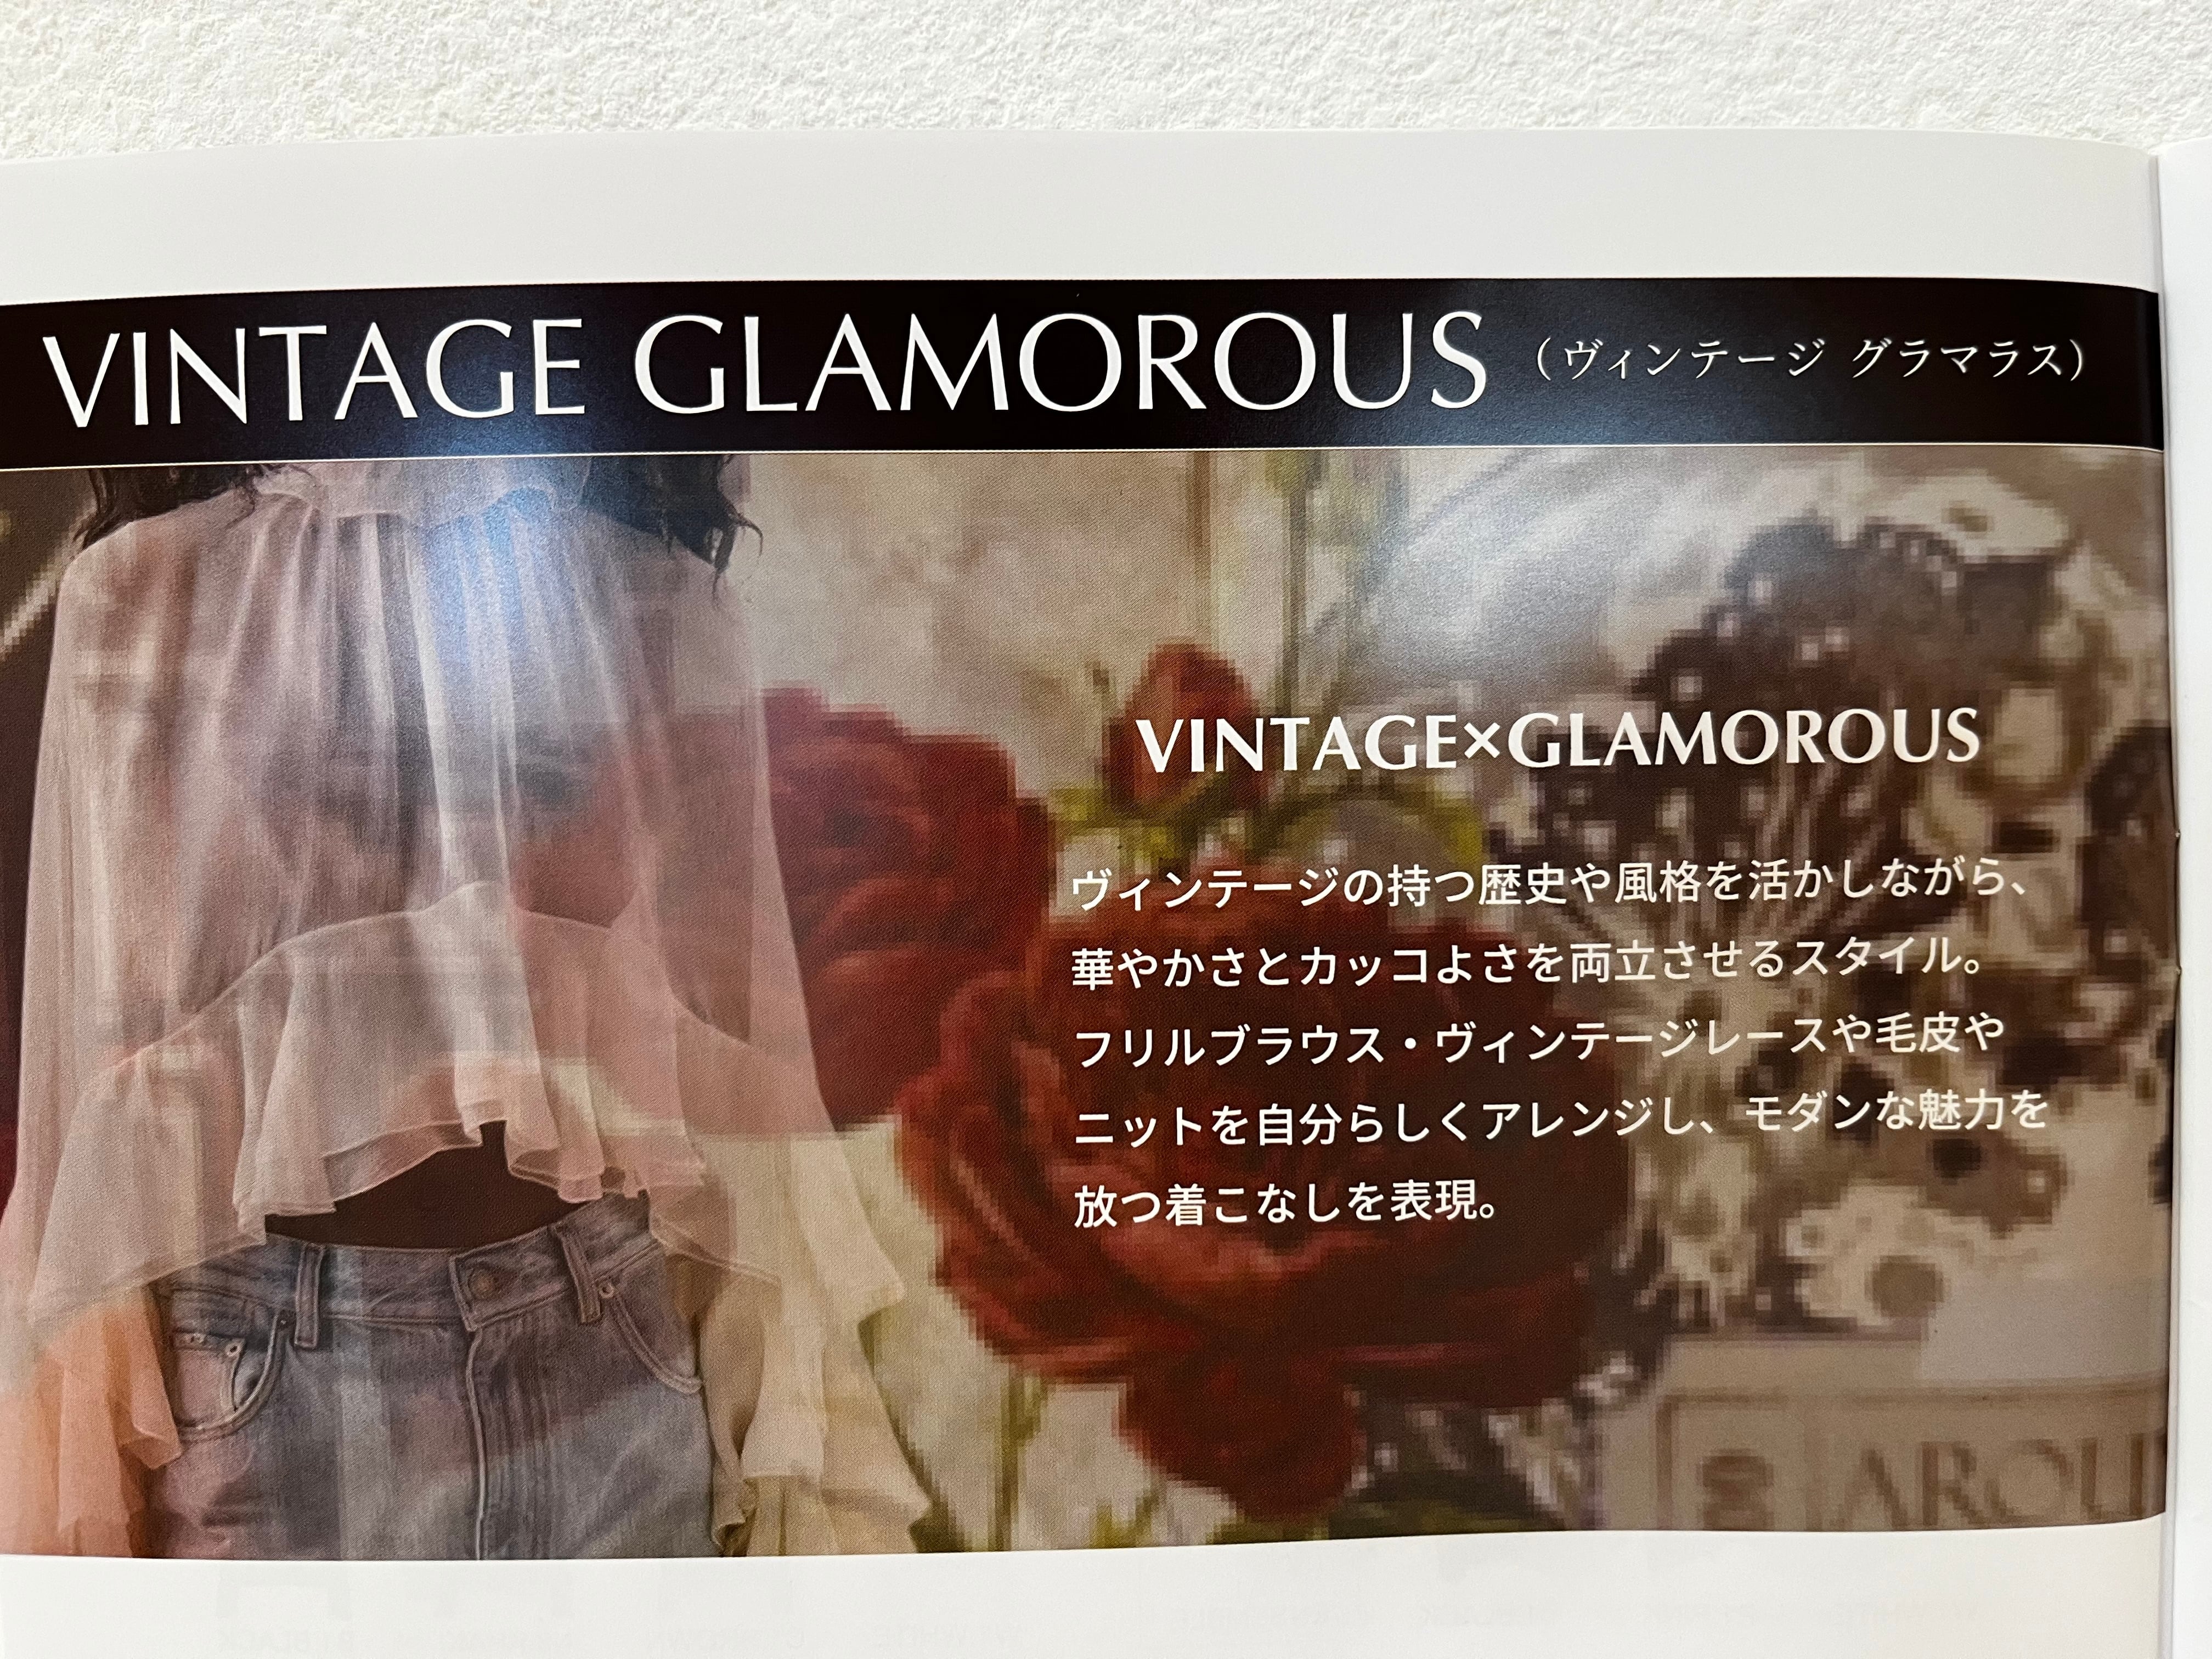 VINTAGE GLAMOROUS (ヴィンテージ グラマラス)
VINTAGE×GLAMOROUS
ヴィンテージの持つ歴史や風格を活かしながら、
華やかさとカッコよさを両立させるスタイル。
フリルブラウス・ヴィンテージレースや毛皮や
ニットを自分らしくアレンジし、モダンな魅力を
放つ着こなしを表現。
AROU